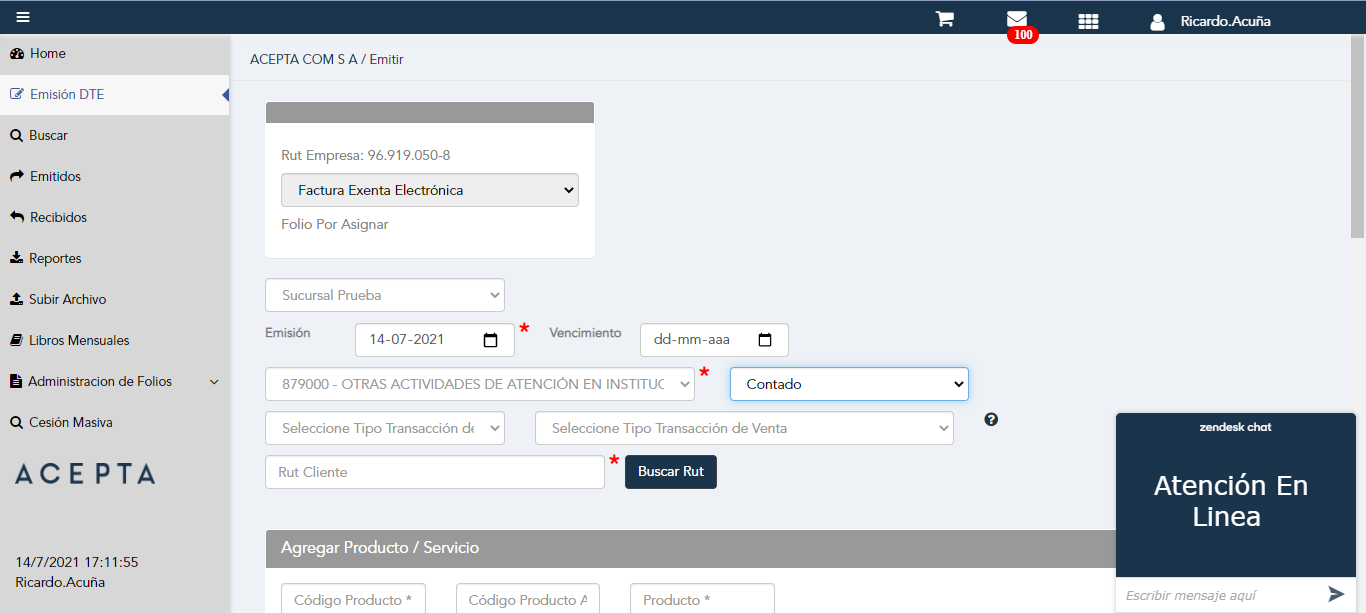 100
Ricardo.Acuña
Home
Emisión DTE
Buscar
Emitidos
Recibidos
Reportes
Subir Archivo
Libros Mensuales
Administracion de Folios
Cesión Masiva
ACEPTA
14/7/2021 17:11:55
Ricardo.Acuña
ACEPTA COM S A / Emitir
Rut Empresa: 96.919.050-8
Factura Exenta Electrónica
Folio Por Asignar
Sucursal Prueba
Emisión 14-07-2021 * Vencimiento dd-mm-aaa
879000 - OTRAS ACTIVIDADES DE ATENCIÓN EN INSTITUC * Contado
Seleccione Tipo Transacción de Seleccione Tipo Transacción de Venta ?
Rut Cliente * Buscar Rut
Agregar Producto / Servicio
Código Producto * Código Producto A Producto *
zendesk chat
Atención En
Linea
Escribir mensaje aquí